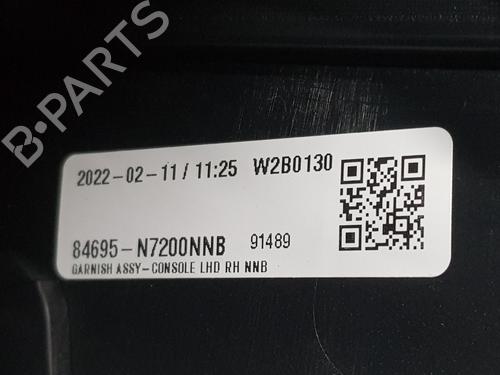 B-PARTS
2022-02-11 / 11:25 W2B0130
84695-N7200NNB 91489
GARNISH ASSY-CONSOLE LHD RH NNB